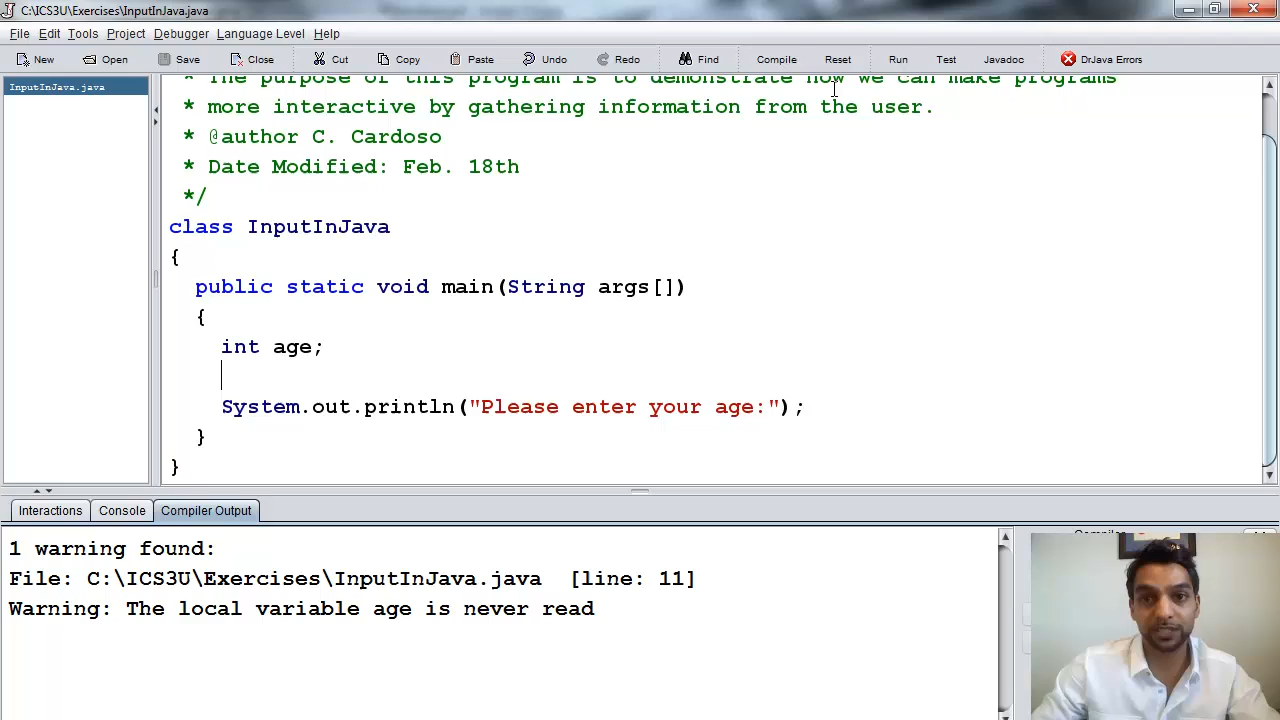 C:\ICS3U\Exercises\InputInJava.java
File Edit Tools Project Debugger Language Level Help
New Open Save Close Cut Copy Paste Undo Redo Find Compile Reset Run Test Javadoc DrJava Errors
InputInJava.java
* The purpose of this program is to demonstrate how we can make programs
* more interactive by gathering information from the user.
* @author C. Cardoso
* Date Modified: Feb. 18th
*/
class InputInJava
{
public static void main(String args[])
{
int age;
System.out.println("Please enter your age:");
}
}
Interactions Console Compiler Output
1 warning found:
File: C:\ICS3U\Exercises\InputInJava.java [line: 11]
Warning: The local variable age is never read